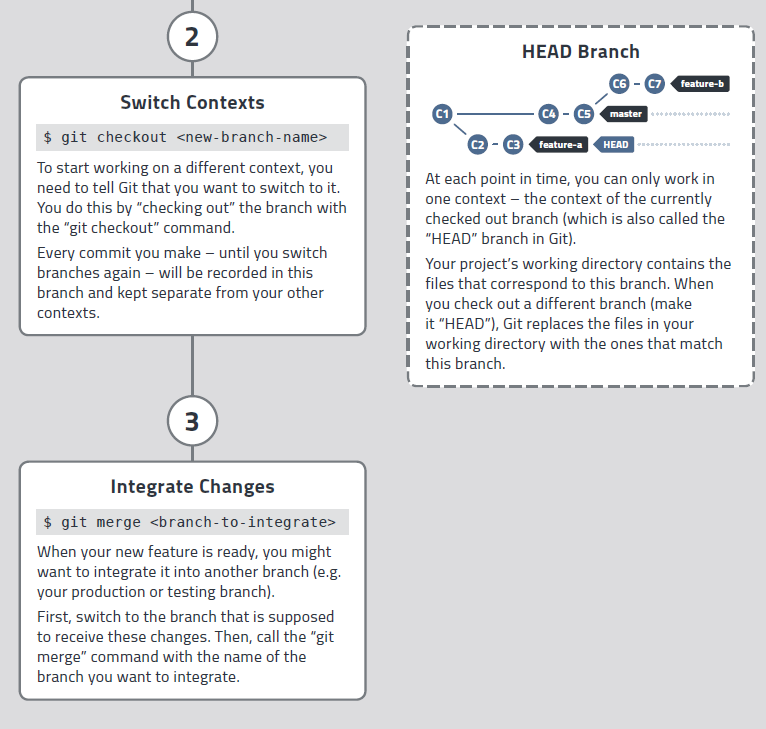 2
Switch Contexts
$ git checkout <new-branch-name>
To start working on a different context, you
need to tell Git that you want to switch to it.
You do this by “checking out” the branch with
the “git checkout” command.
Every commit you make – until you switch
branches again – will be recorded in this
branch and kept separate from your other
contexts.
3
Integrate Changes
$ git merge <branch-to-integrate>
When your new feature is ready, you might
want to integrate it into another branch (e.g.
your production or testing branch).
First, switch to the branch that is supposed
to receive these changes. Then, call the “git
merge” command with the name of the
branch you want to integrate.
HEAD Branch
C6 C7 feature-b
C1 C4 C5 master
C2 C3 feature-a HEAD
At each point in time, you can only work in
one context – the context of the currently
checked out branch (which is also called the
“HEAD” branch in Git).
Your project’s working directory contains the
files that correspond to this branch. When
you check out a different branch (make
it “HEAD”), Git replaces the files in your
working directory with the ones that match
this branch.